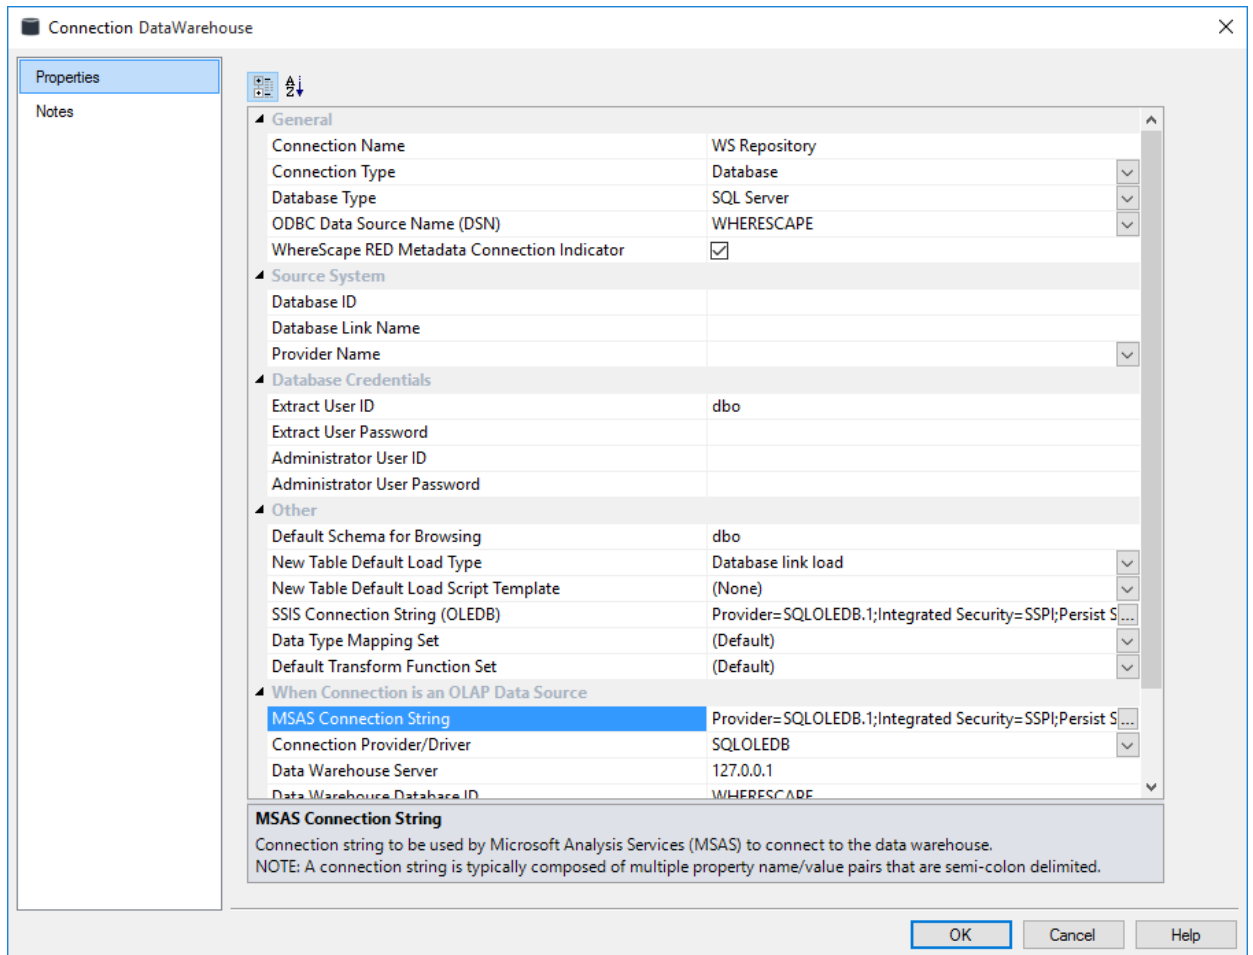 Connection DataWarehouse
Properties
Notes
General
Connection Name WS Repository
Connection Type Database
Database Type SQL Server
ODBC Data Source Name (DSN) WHERESCAPE
WhereScape RED Metadata Connection Indicator
Source System
Database ID
Database Link Name
Provider Name
Database Credentials
Extract User ID dbo
Extract User Password
Administrator User ID
Administrator User Password
Other
Default Schema for Browsing dbo
New Table Default Load Type Database link load
New Table Default Load Script Template (None)
SSIS Connection String (OLEDB) Provider=SQLOLEDB.1;Integrated Security=SSPI;Persist S...
Data Type Mapping Set (Default)
Default Transform Function Set (Default)
When Connection is an OLAP Data Source
MSAS Connection String Provider=SQLOLEDB.1;Integrated Security=SSPI;Persist S...
Connection Provider/Driver SQLOLEDB
Data Warehouse Server 127.0.0.1
Data Warehouse Database ID WHERESCAPE
MSAS Connection String
Connection string to be used by Microsoft Analysis Services (MSAS) to connect to the data warehouse.
NOTE: A connection string is typically composed of multiple property name/value pairs that are semi-colon delimited.
OK Cancel Help